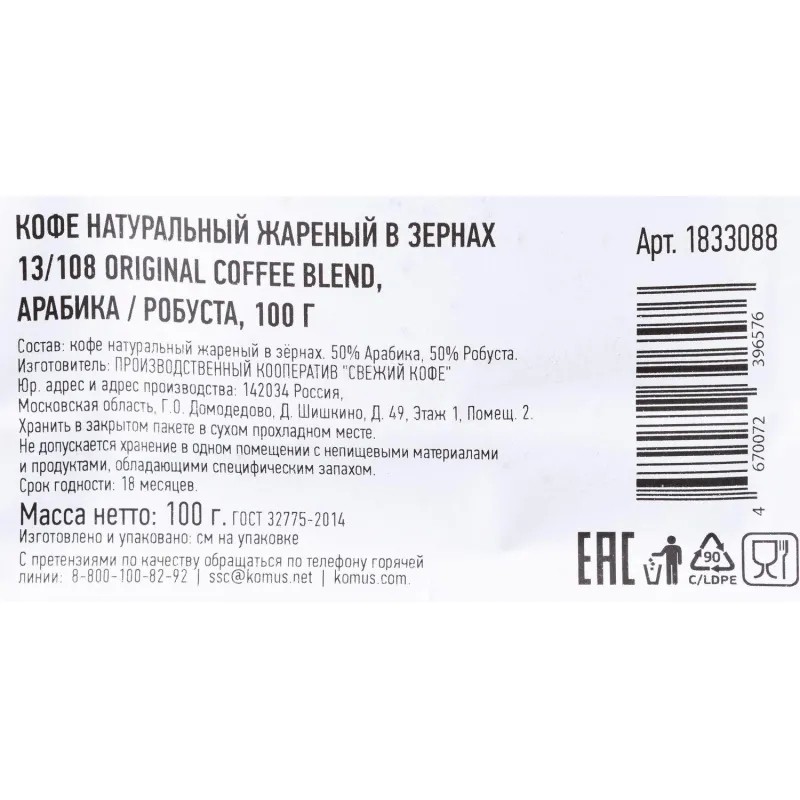 КОФЕ НАТУРАЛЬНЫЙ ЖАРЕНЫЙ В ЗЕРНАХ
13/108 ORIGINAL COFFEE BLEND,
АРАБИКА / РОБУСТА, 100 Г
Состав: кофе натуральный жареный в зёрнах. 50% Арабика, 50% Робуста.
Изготовитель: ПРОИЗВОДСТВЕННЫЙ КООПЕРАТИВ "СВЕЖИЙ КОФЕ"
Юр. адрес и адрес производства: 142034 Россия,
Московская область, Г.О. Домодедово, Д. Шишкино, Д. 49, Этаж 1, Помещ. 2.
Хранить в закрытом пакете в сухом прохладном месте.
Не допускается хранение в одном помещении с непищевыми материалами
и продуктами, обладающими специфическим запахом.
Срок годности: 18 месяцев.
Масса нетто: 100 г. ГОСТ 32775-2014
Изготовлено и упаковано: см на упаковке
С претензиями по качеству обращаться по телефону горячей
линии: 8-800-100-82-92 | ssc@komus.net | komus.com.
Арт. 1833088
4 670072 396576
EAC
90
C/LDPE